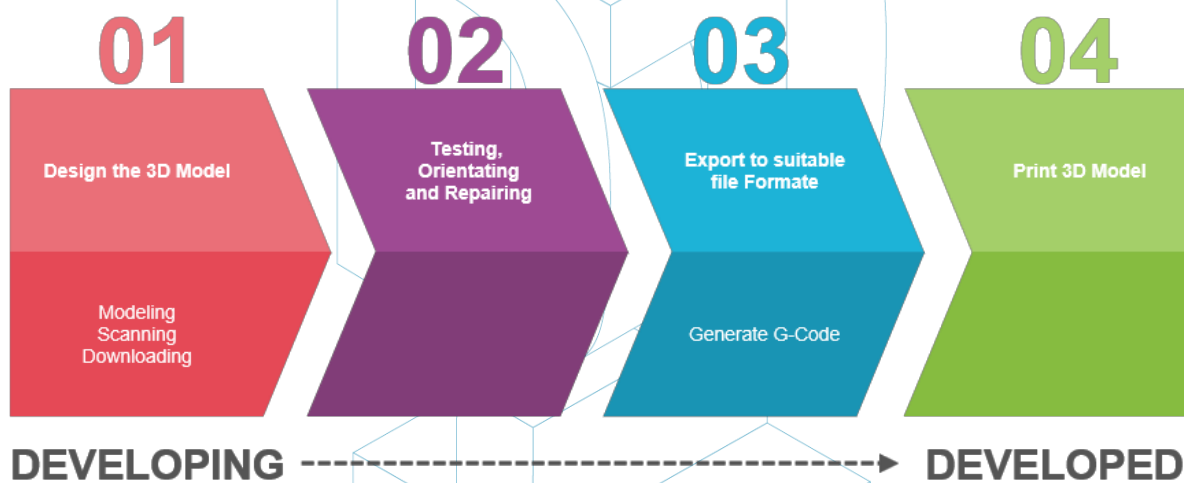 01
Design the 3D Model
Modeling
Scanning
Downloading
02
Testing,
Orientating
and Repairing
03
Export to suitable
file Formate
Generate G-Code
04
Print 3D Model
DEVELOPING
DEVELOPED